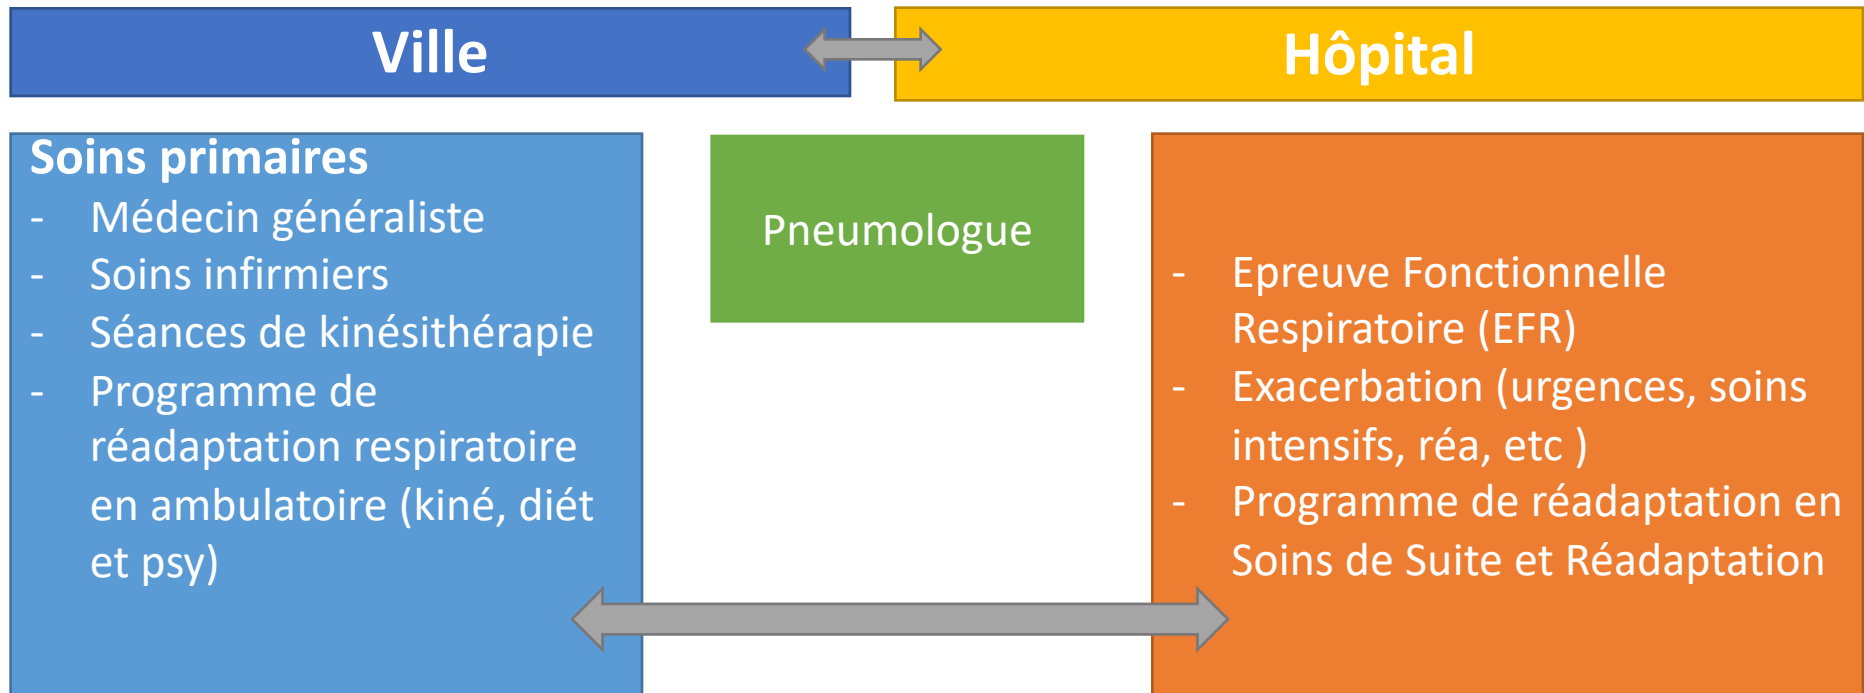 Ville
Hôpital
Soins primaires
- Médecin généraliste
- Soins infirmiers
- Séances de kinésithérapie
- Programme de
réadaptation respiratoire
en ambulatoire (kiné, diét
et psy)
Pneumologue
- Epreuve Fonctionnelle
Respiratoire (EFR)
- Exacerbation (urgences, soins
intensifs, réa, etc )
- Programme de réadaptation en
Soins de Suite et Réadaptation